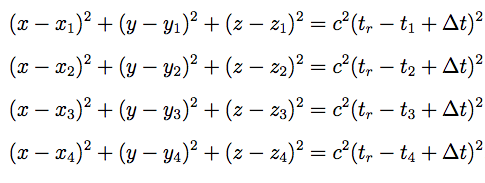 (x − x₁)² + (y − y₁)² + (z − z₁)² = c²(tᵣ − t₁ + Δt)²
(x − x₂)² + (y − y₂)² + (z − z₂)² = c²(tᵣ − t₂ + Δt)²
(x − x₃)² + (y − y₃)² + (z − z₃)² = c²(tᵣ − t₃ + Δt)²
(x − x₄)² + (y − y₄)² + (z − z₄)² = c²(tᵣ − t₄ + Δt)²